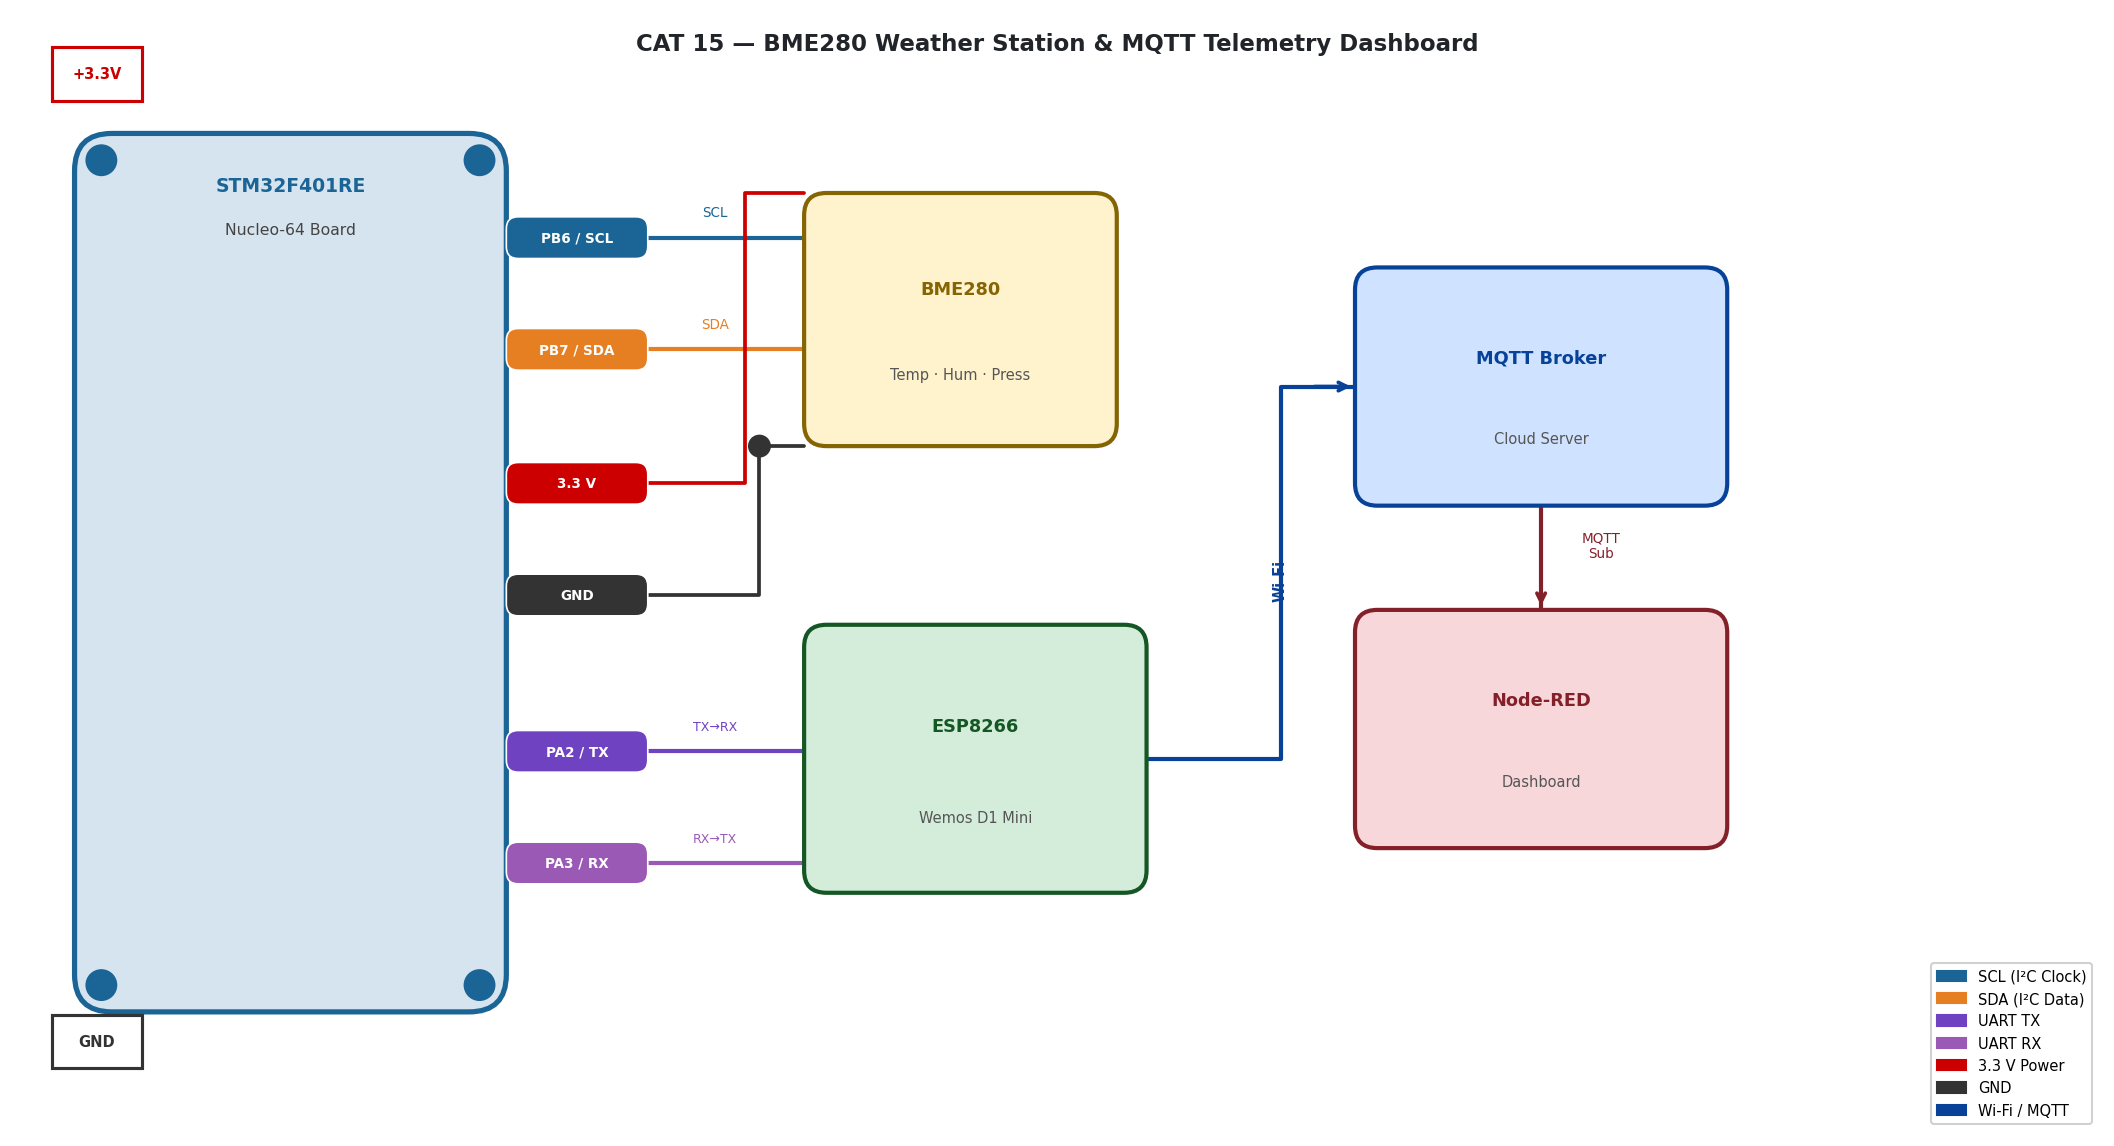 CAT 15 — BME280 Weather Station & MQTT Telemetry Dashboard
+3.3V
STM32F401RE
Nucleo-64 Board
PB6 / SCL
SCL
PB7 / SDA
SDA
3.3 V
GND
PA2 / TX
TX→RX
PA3 / RX
RX→TX
BME280
Temp · Hum · Press
ESP8266
Wemos D1 Mini
Wi-Fi
MQTT Broker
Cloud Server
MQTT
Sub
Node-RED
Dashboard
GND
SCL (I²C Clock)
SDA (I²C Data)
UART TX
UART RX
3.3 V Power
GND
Wi-Fi / MQTT